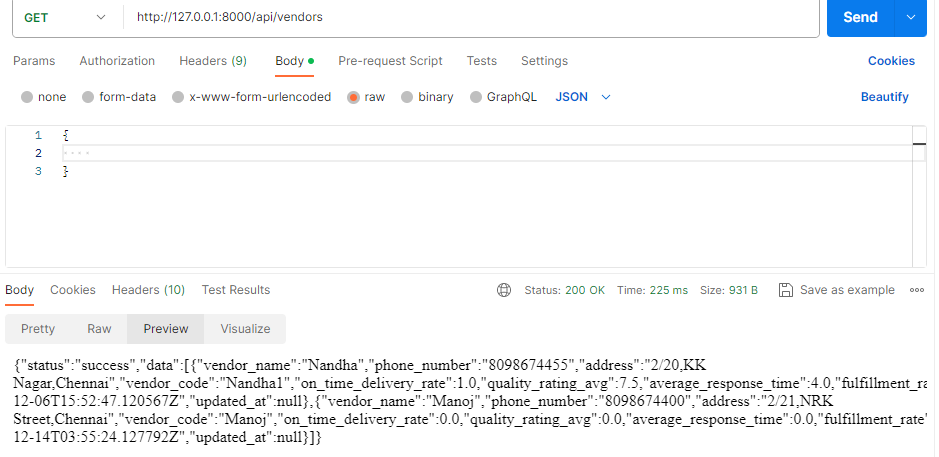 GET http://127.0.0.1:8000/api/vendors Send
Params Authorization Headers (9) Body Pre-request Script Tests Settings Cookies
none form-data x-www-form-urlencoded raw binary GraphQL JSON Beautify
1 {
2
3 }
Body Cookies Headers (10) Test Results Status: 200 OK Time: 225 ms Size: 931 B Save as example
Pretty Raw Preview Visualize
{"status":"success","data":[{"vendor_name":"Nandha","phone_number":"8098674455","address":"2/20,KK
Nagar,Chennai","vendor_code":"Nandha1","on_time_delivery_rate":1.0,"quality_rating_avg":7.5,"average_response_time":4.0,"fulfillment_ra
12-06T15:52:47.120567Z","updated_at":null},{"vendor_name":"Manoj","phone_number":"8098674400","address":"2/21,NRK
Street,Chennai","vendor_code":"Manoj","on_time_delivery_rate":0.0,"quality_rating_avg":0.0,"average_response_time":0.0,"fulfillment_rate"
12-14T03:55:24.127792Z","updated_at":null}]}